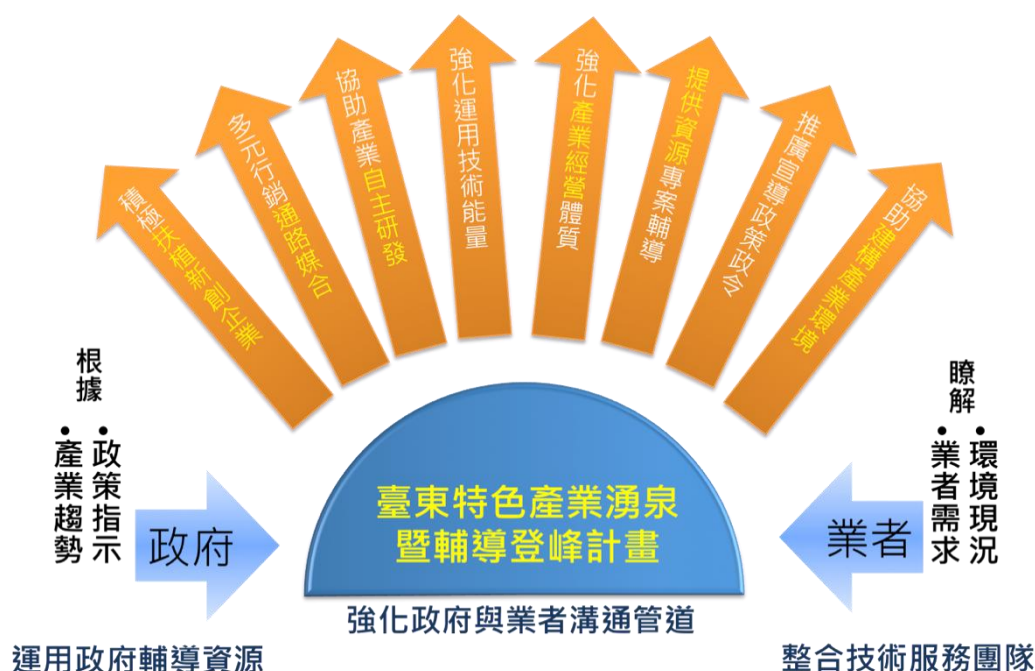 積極扶植新創企業
多元行銷通路媒合
協助產業自主研發
強化運用技術能量
強化產業經營體質
提供資源專案輔導
推廣宣導政策政令
協助建構產業環境
根據
•政策指示
•產業趨勢
政府
臺東特色產業湧泉
暨輔導登峰計畫
業者
瞭解
•環境現況
•業者需求
強化政府與業者溝通管道
運用政府輔導資源
整合技術服務團隊